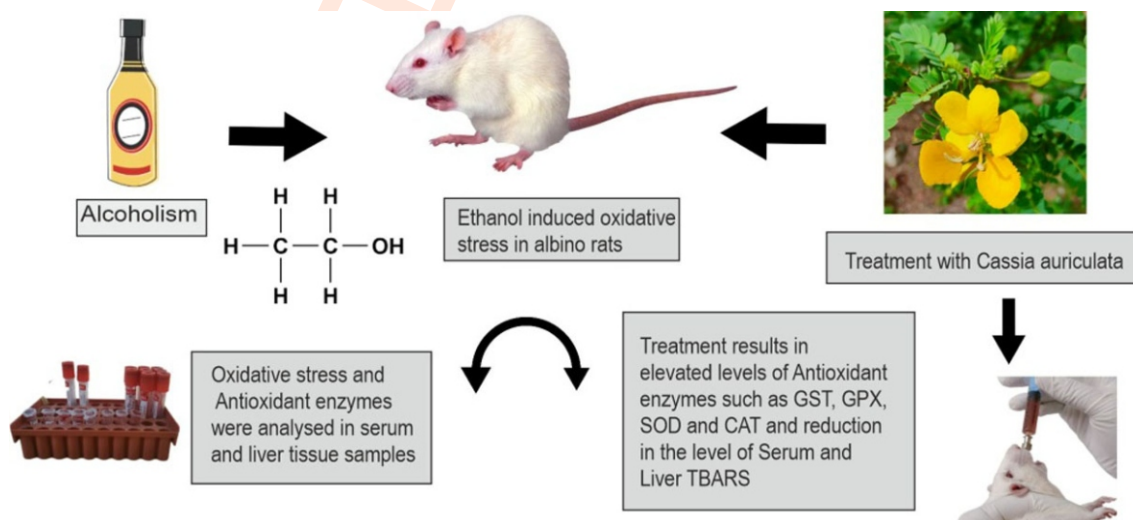 Alcoholism
H H
H C C OH
H H
Ethanol induced oxidative
stress in albino rats
Treatment with Cassia auriculata
Oxidative stress and
Antioxidant enzymes
were analysed in serum
and liver tissue samples
Treatment results in
elevated levels of Antioxidant
enzymes such as GST, GPX,
SOD and CAT and reduction
in the level of Serum and
Liver TBARS